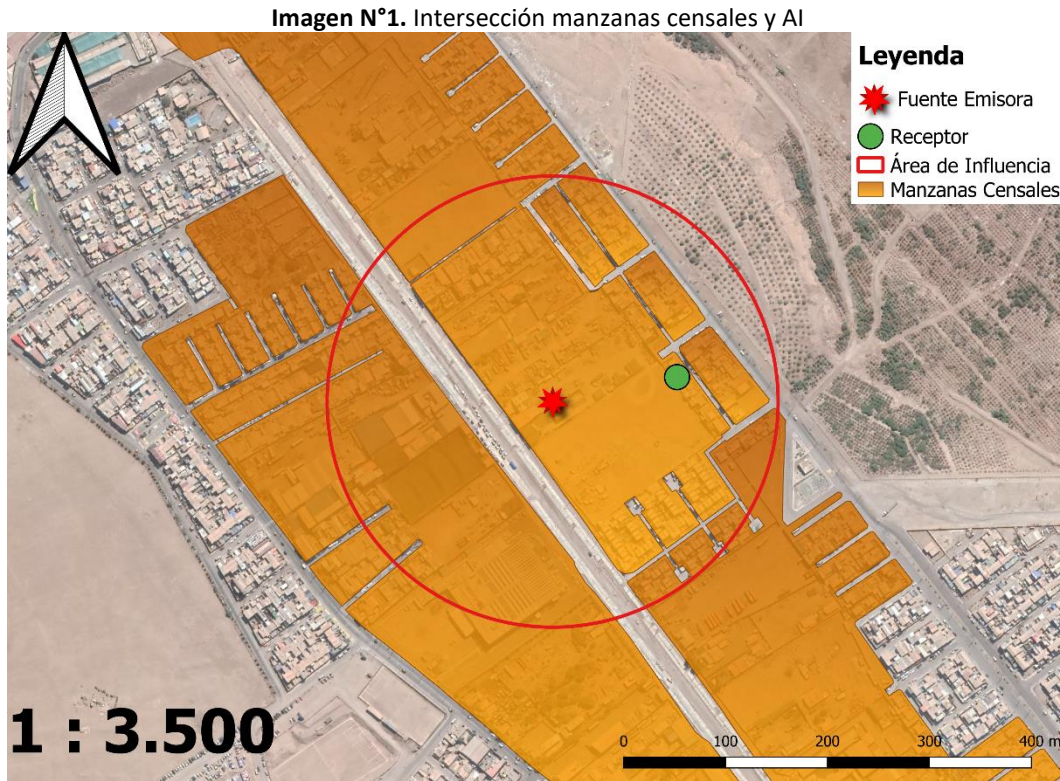 Imagen N°1. Intersección manzanas censales y AI
Leyenda
Fuente Emisora
Receptor
Área de Influencia
Manzanas Censales
1 : 3.500
0 100 200 300 400 m